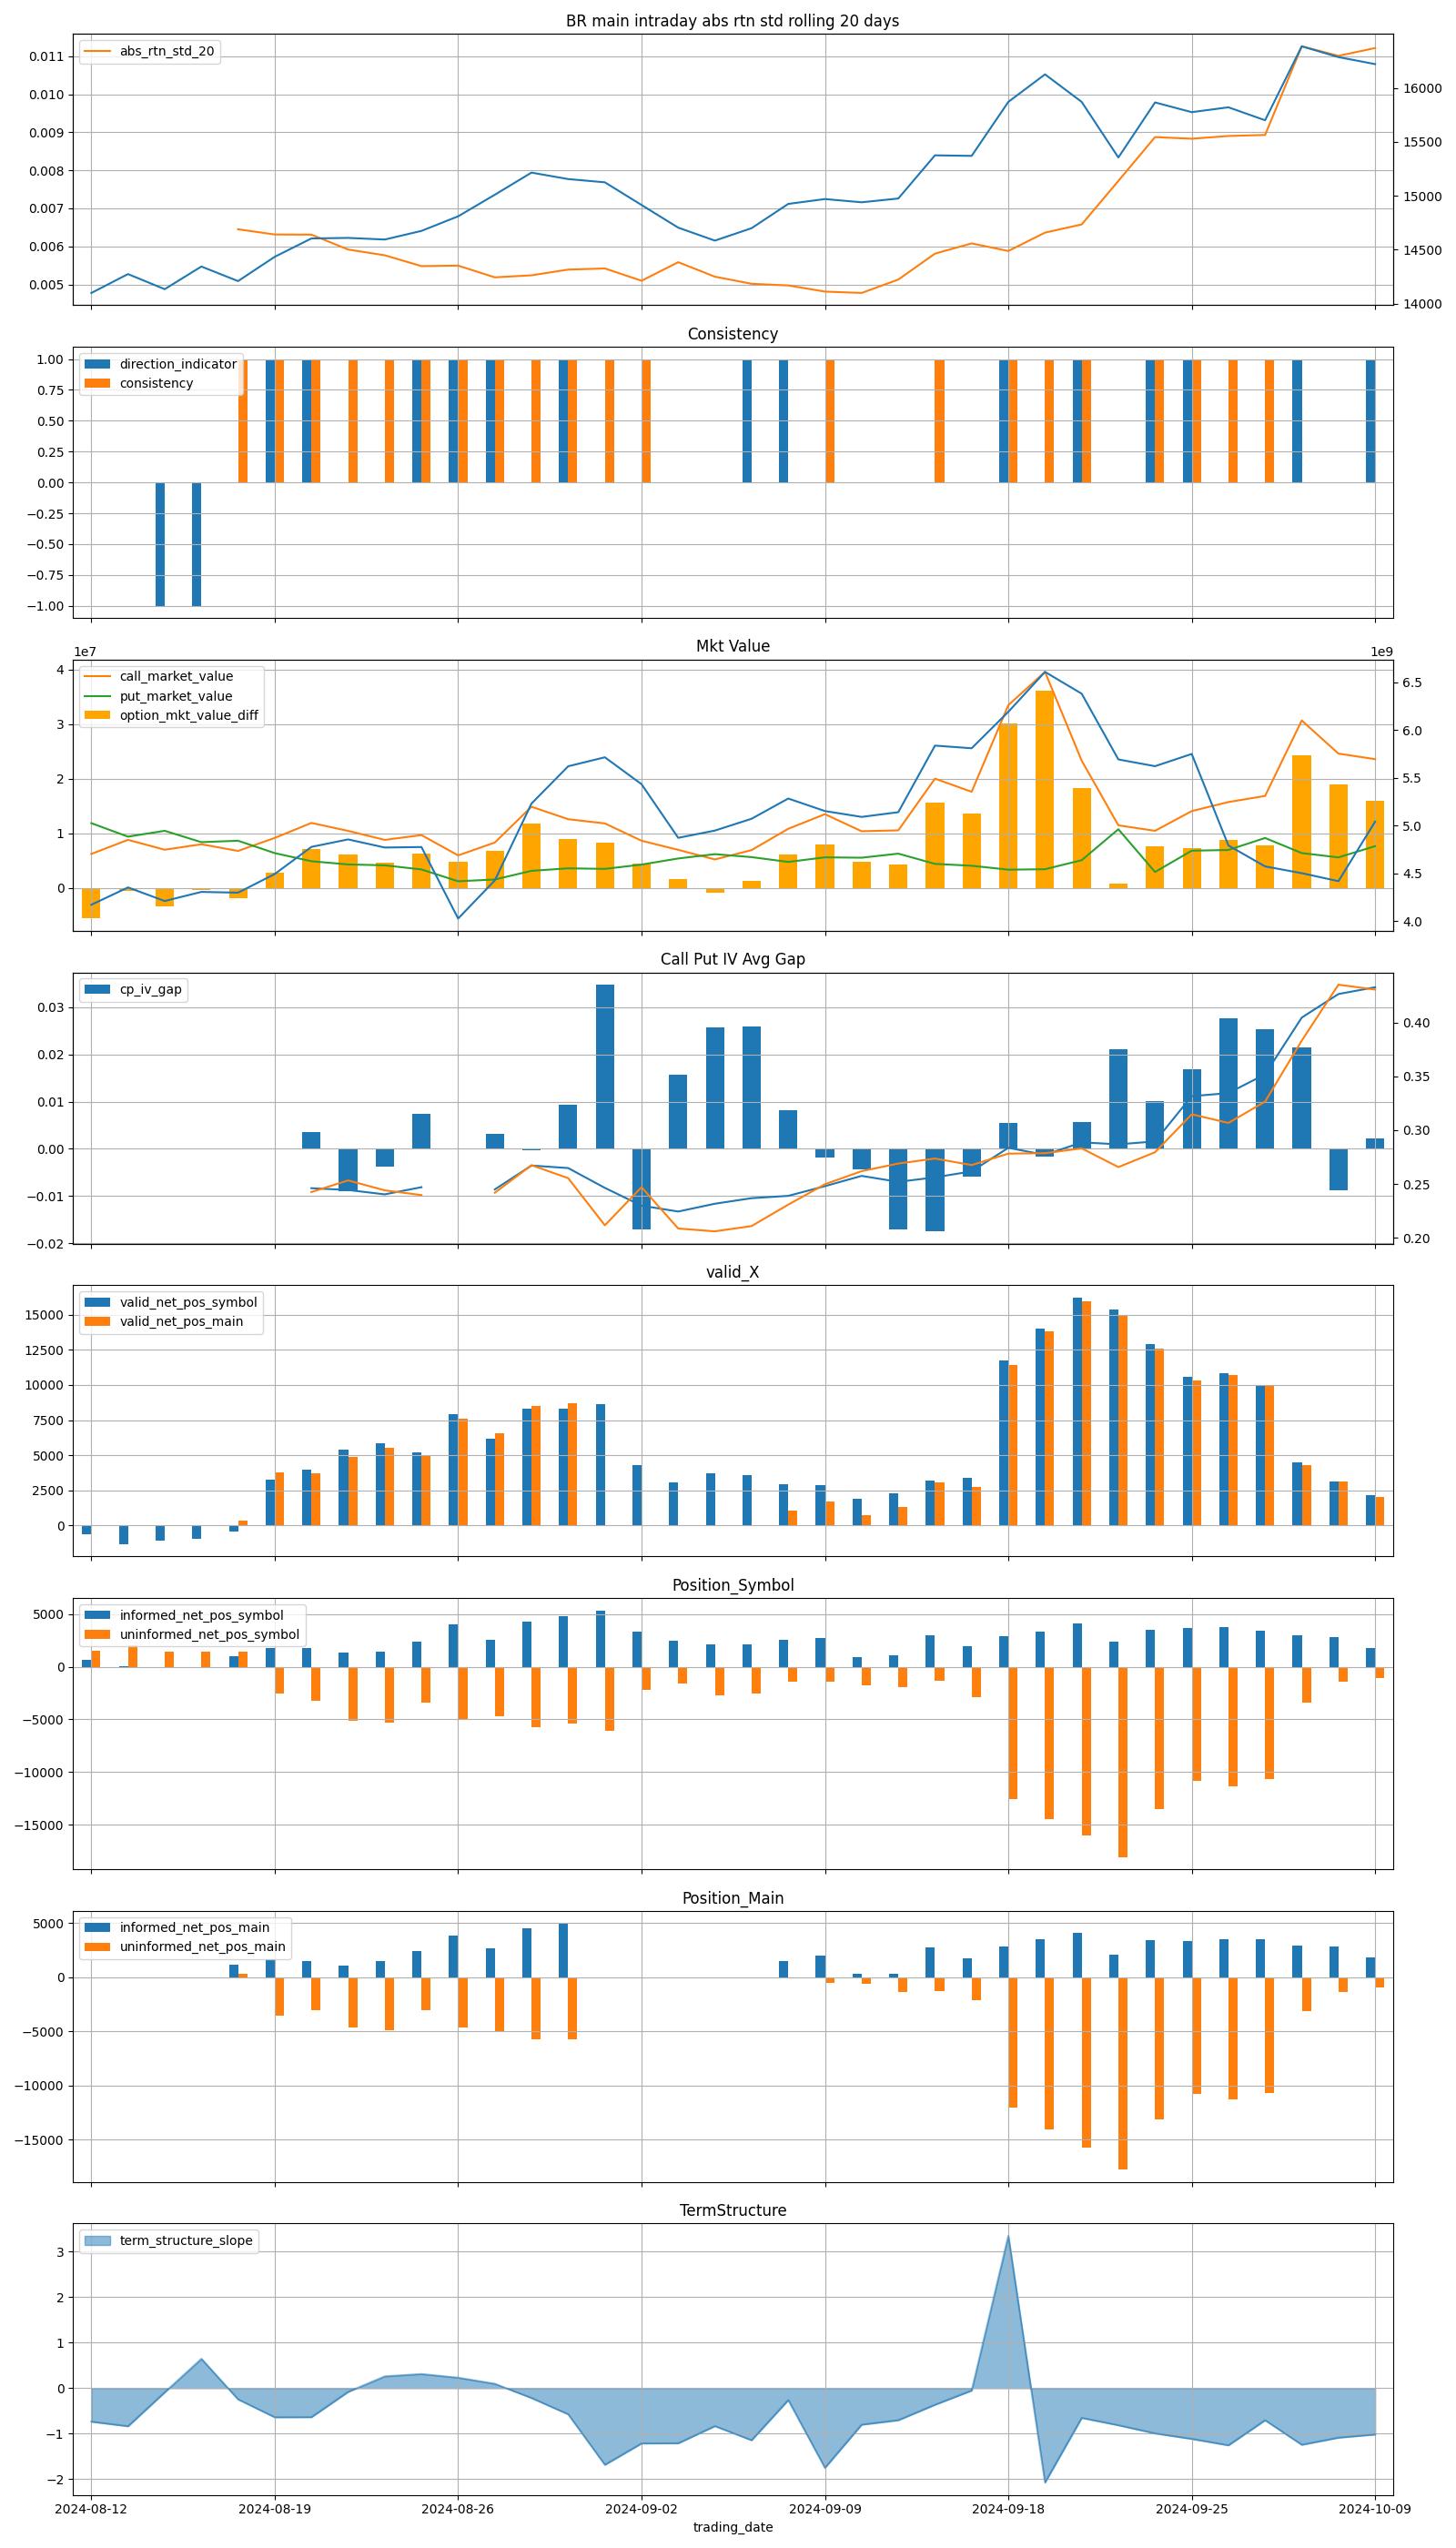 BR main intraday abs rtn std rolling 20 days
abs_rtn_std_20
0.011
0.010
0.009
0.008
0.007
0.006
0.005
16000
15500
15000
14500
14000
Consistency
direction_indicator
consistency
1.00
0.75
0.50
0.25
0.00
−0.25
−0.50
−0.75
−1.00
Mkt Value
1e7
1e9
call_market_value
put_market_value
option_mkt_value_diff
4
3
2
1
0
6.5
6.0
5.5
5.0
4.5
4.0
Call Put IV Avg Gap
cp_iv_gap
0.03
0.02
0.01
0.00
−0.01
−0.02
0.40
0.35
0.30
0.25
0.20
valid_X
valid_net_pos_symbol
valid_net_pos_main
15000
12500
10000
7500
5000
2500
0
Position_Symbol
informed_net_pos_symbol
uninformed_net_pos_symbol
5000
0
−5000
−10000
−15000
Position_Main
informed_net_pos_main
uninformed_net_pos_main
5000
0
−5000
−10000
−15000
TermStructure
term_structure_slope
3
2
1
0
−1
−2
2024-08-12 2024-08-19 2024-08-26 2024-09-02 2024-09-09 2024-09-18 2024-09-25 2024-10-09
trading_date